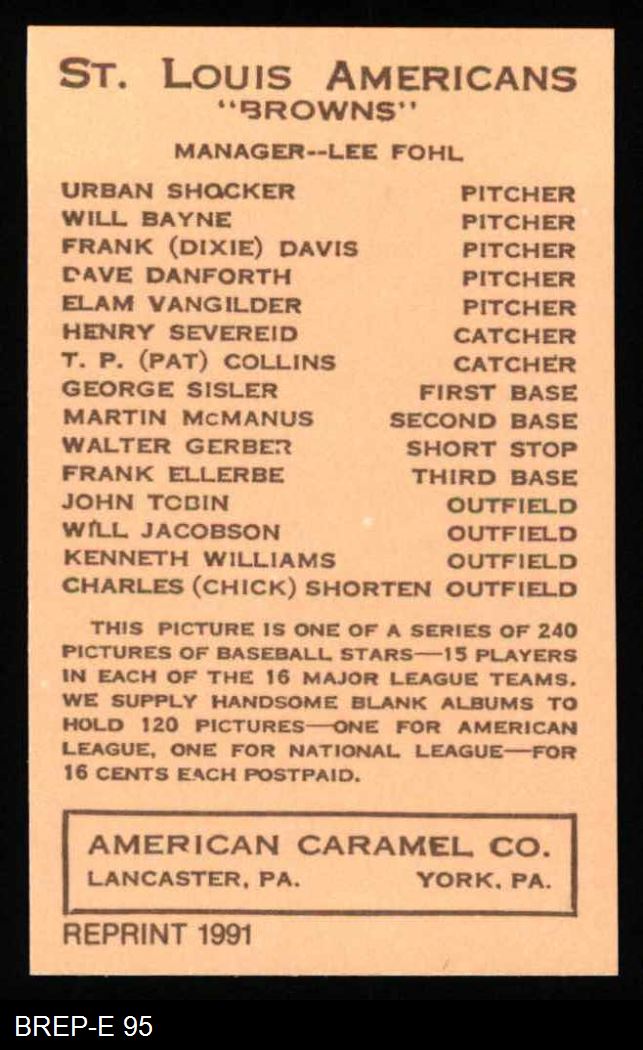 ST. LOUIS AMERICANS
"BROWNS"
MANAGER--LEE FOHL
URBAN SHOCKER PITCHER
WILL BAYNE PITCHER
FRANK (DIXIE) DAVIS PITCHER
DAVE DANFORTH PITCHER
ELAM VANGILDER PITCHER
HENRY SEVEREID CATCHER
T. P. (PAT) COLLINS CATCHER
GEORGE SISLER FIRST BASE
MARTIN McMANUS SECOND BASE
WALTER GERBER SHORT STOP
FRANK ELLERBE THIRD BASE
JOHN TOBIN OUTFIELD
WILL JACOBSON OUTFIELD
KENNETH WILLIAMS OUTFIELD
CHARLES (CHICK) SHORTEN OUTFIELD
THIS PICTURE IS ONE OF A SERIES OF 240
PICTURES OF BASEBALL STARS—15 PLAYERS
IN EACH OF THE 16 MAJOR LEAGUE TEAMS.
WE SUPPLY HANDSOME BLANK ALBUMS TO
HOLD 120 PICTURES—ONE FOR AMERICAN
LEAGUE, ONE FOR NATIONAL LEAGUE—FOR
16 CENTS EACH POSTPAID.
AMERICAN CARAMEL CO.
LANCASTER, PA. YORK, PA.
REPRINT 1991
BREP-E 95